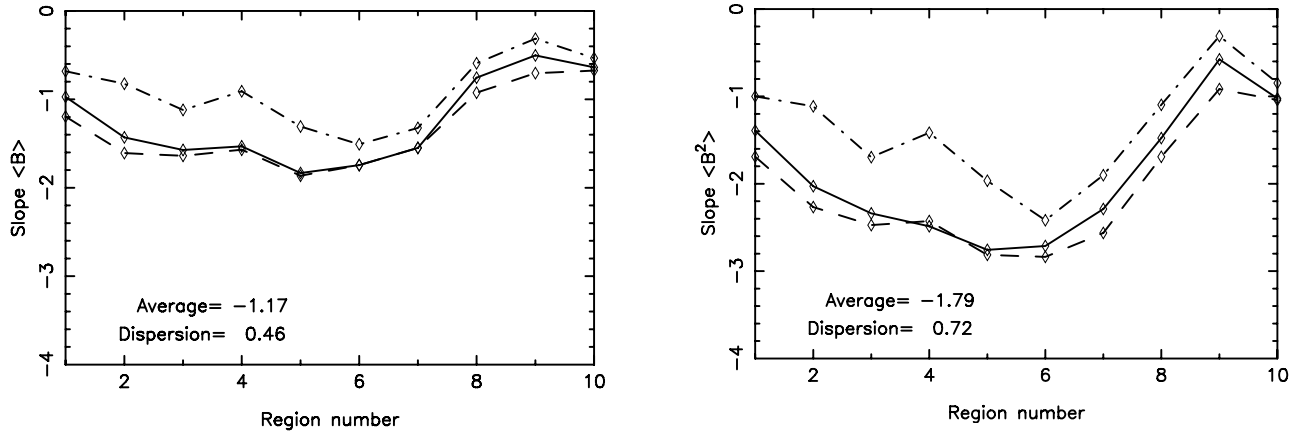 0
−1
−2
−3
−4
Slope <B>
Average= −1.17
Dispersion= 0.46
2 4 6 8 10
Region number
0
−1
−2
−3
−4
Slope <B²>
Average= −1.79
Dispersion= 0.72
2 4 6 8 10
Region number